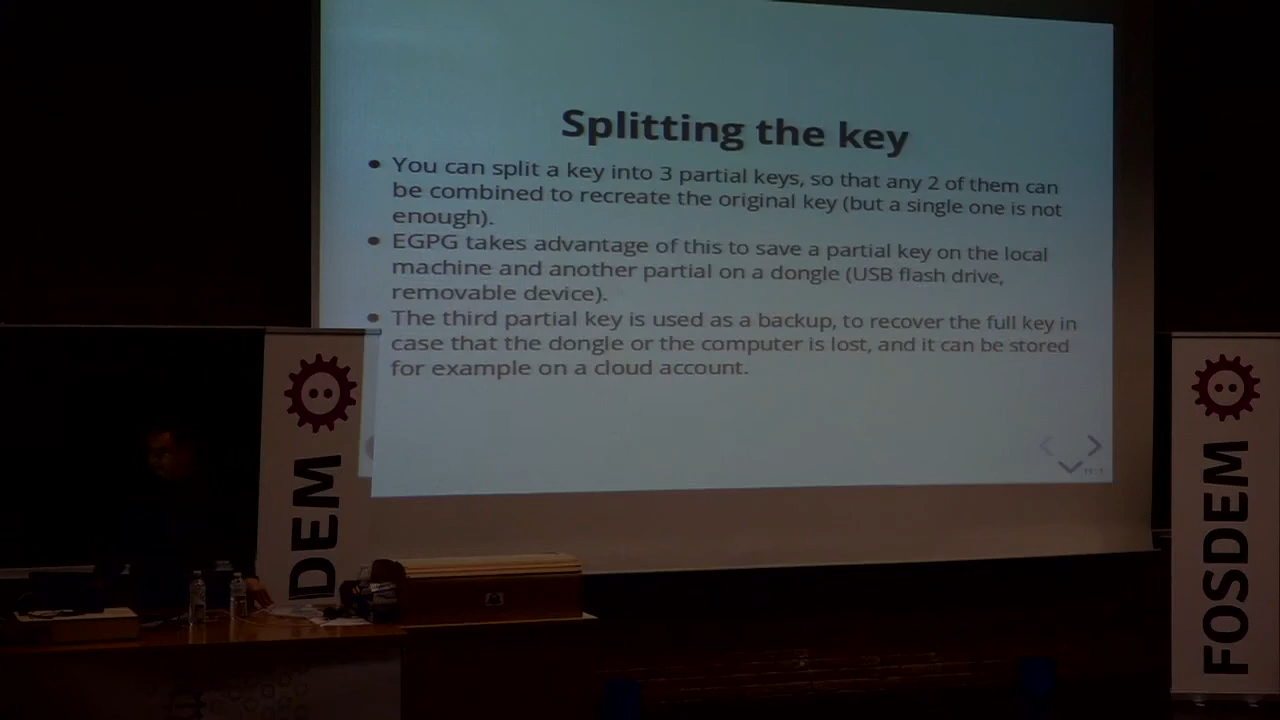 Splitting the key
• You can split a key into 3 partial keys, so that any 2 of them can
be combined to recreate the original key (but a single one is not
enough).
• EGPG takes advantage of this to save a partial key on the local
machine and another partial on a dongle (USB flash drive,
removable device).
• The third partial key is used as a backup, to recover the full key in
case that the dongle or the computer is lost, and it can be stored
for example on a cloud account.
DEM
FOSDEM